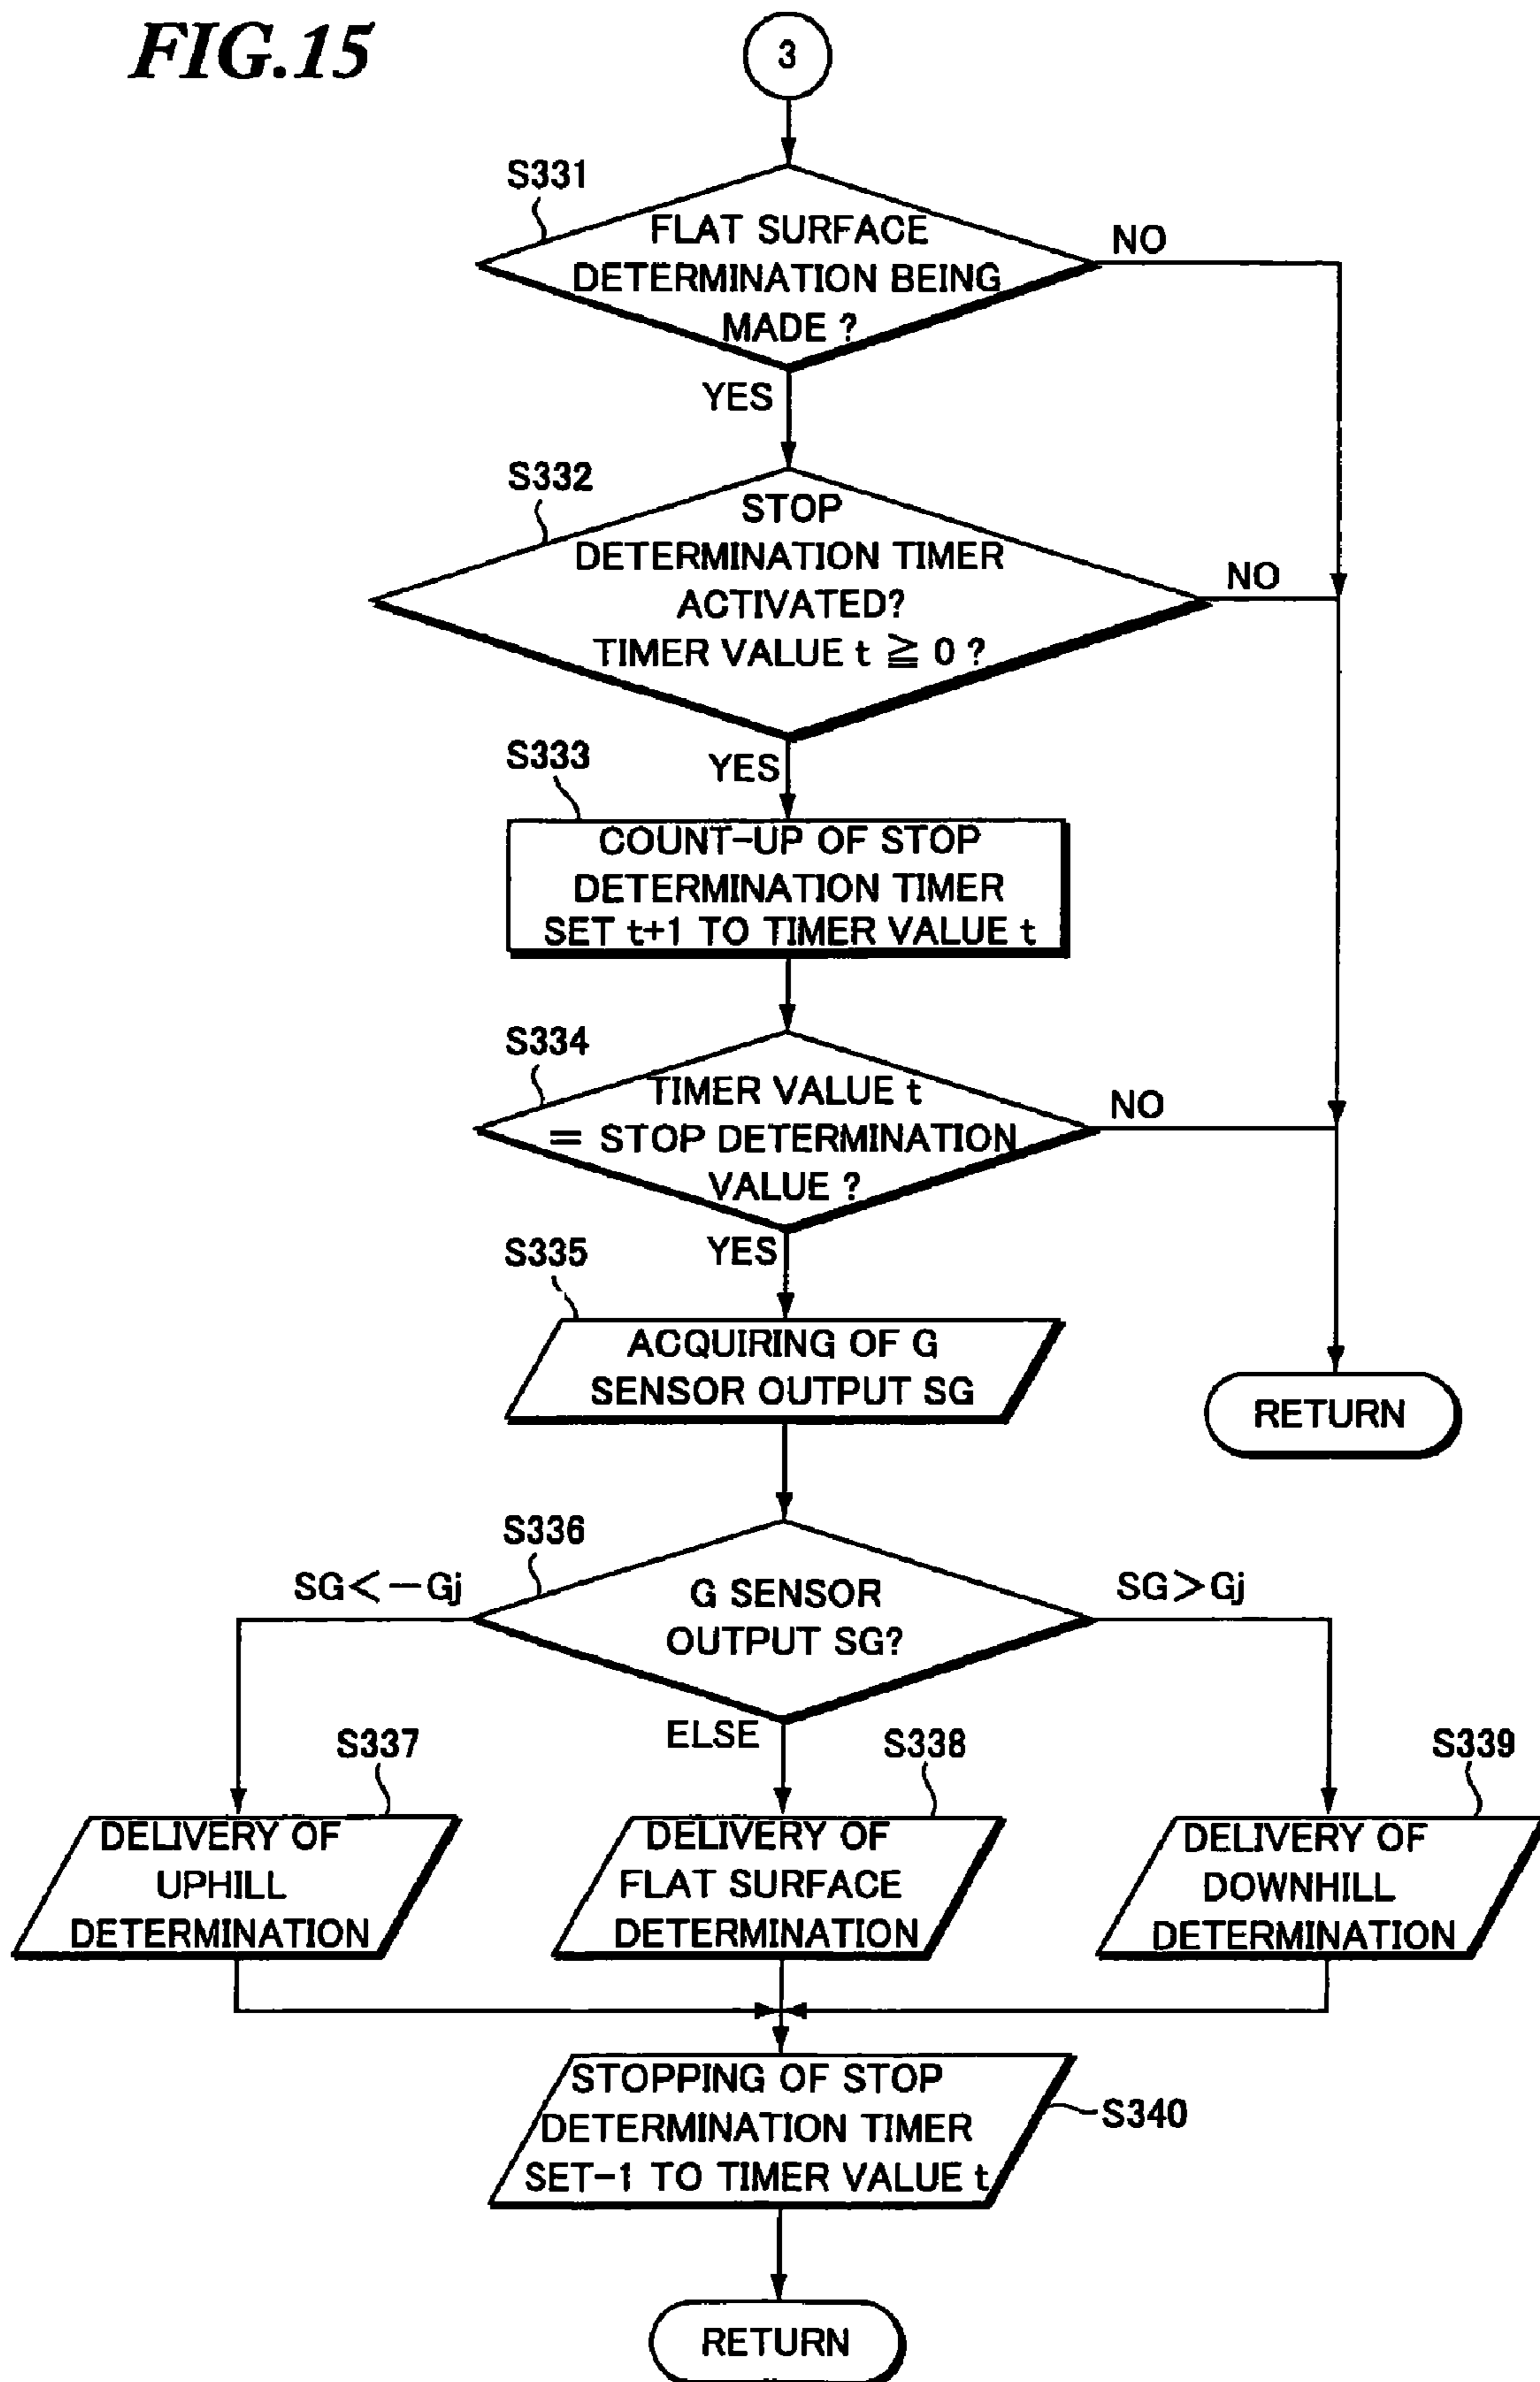 FIG.15
3
S331
FLAT SURFACE
DETERMINATION BEING
MADE ?
NO
YES
S332
STOP
DETERMINATION TIMER
ACTIVATED?
TIMER VALUE t ≧ 0 ?
NO
YES
S333
COUNT-UP OF STOP
DETERMINATION TIMER
SET t+1 TO TIMER VALUE t
S334
TIMER VALUE t
= STOP DETERMINATION
VALUE ?
NO
YES
S335
ACQUIRING OF G
SENSOR OUTPUT SG
RETURN
S336
G SENSOR
OUTPUT SG?
SG<-Gj
SG>Gj
ELSE
S337
DELIVERY OF
UPHILL
DETERMINATION
S338
DELIVERY OF
FLAT SURFACE
DETERMINATION
S339
DELIVERY OF
DOWNHILL
DETERMINATION
STOPPING OF STOP
DETERMINATION TIMER
SET-1 TO TIMER VALUE t
S340
RETURN